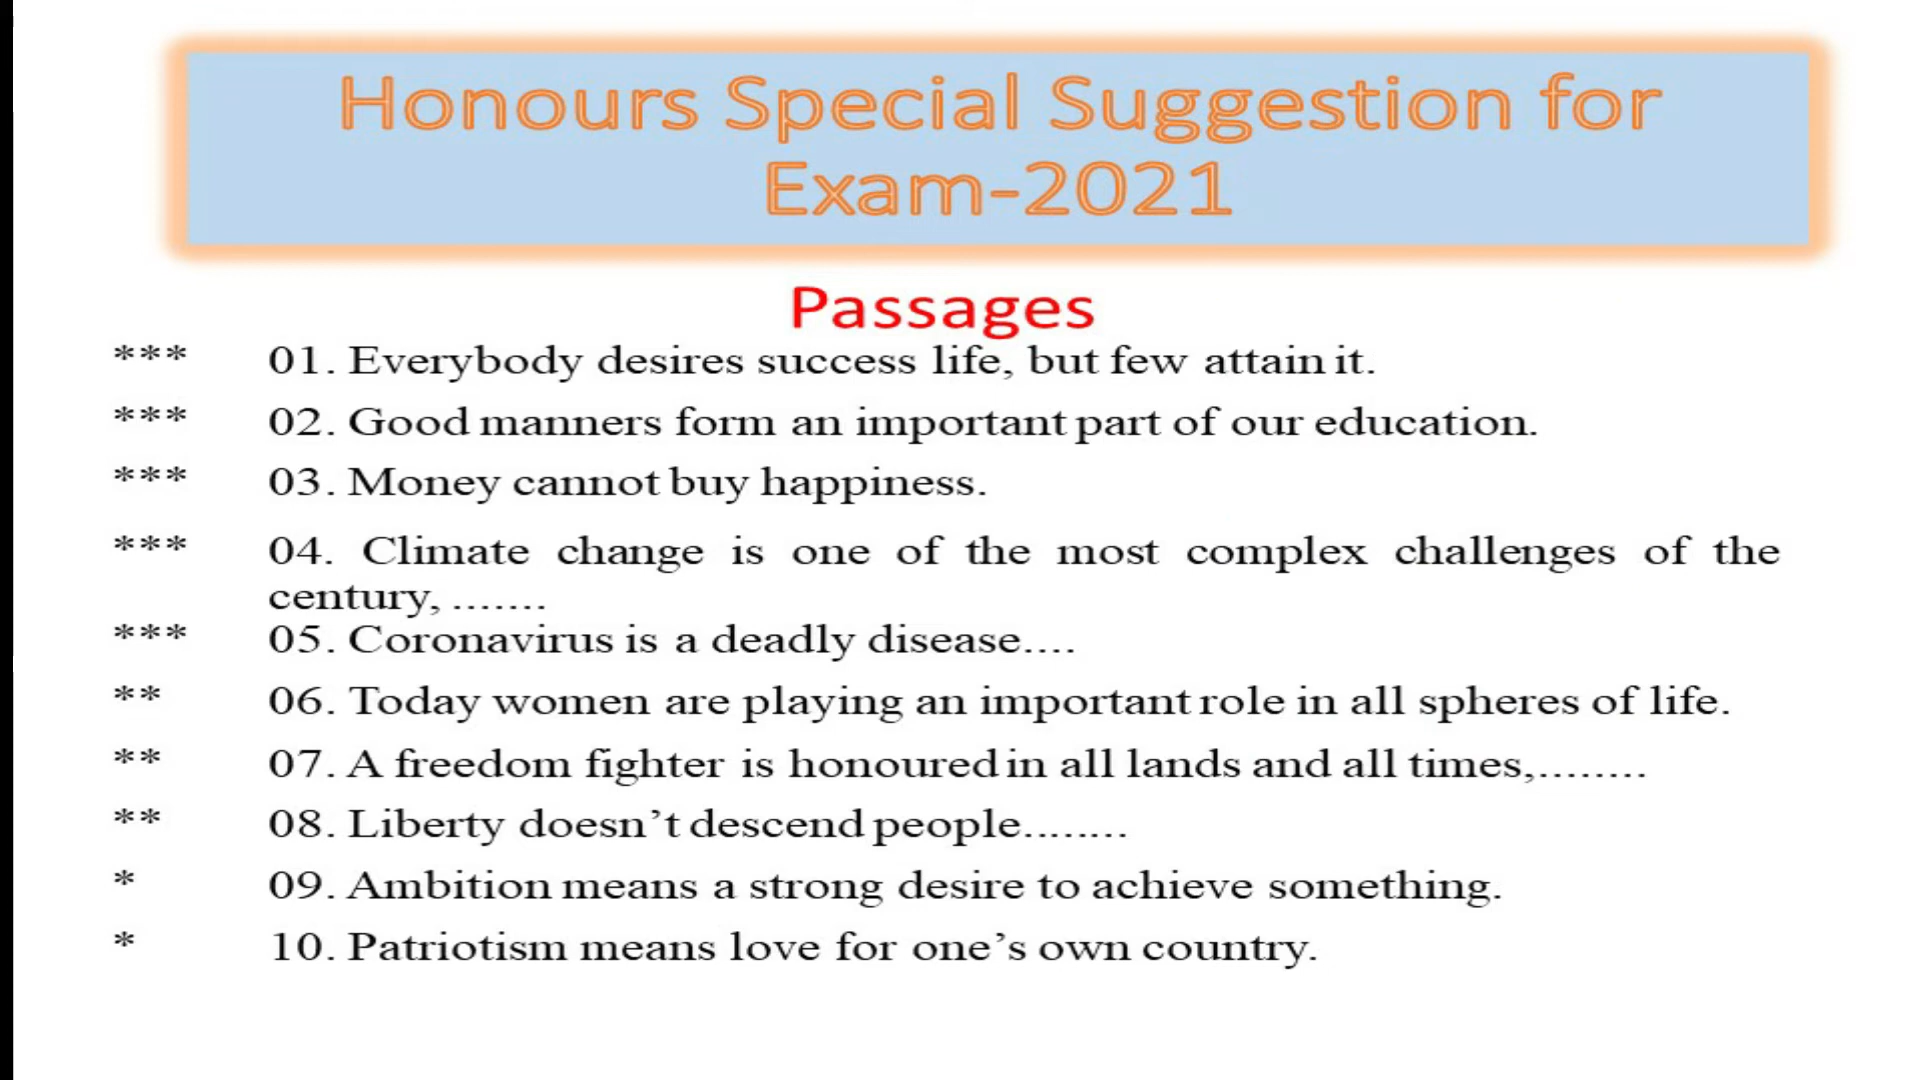 Honours Special Suggestion for
Exam-2021
Passages
*** 01. Everybody desires success life, but few attain it.
*** 02. Good manners form an important part of our education.
*** 03. Money cannot buy happiness.
*** 04. Climate change is one of the most complex challenges of the
century, .......
*** 05. Coronavirus is a deadly disease....
** 06. Today women are playing an important role in all spheres of life.
** 07. A freedom fighter is honoured in all lands and all times,........
** 08. Liberty doesn’t descend people........
* 09. Ambition means a strong desire to achieve something.
* 10. Patriotism means love for one’s own country.